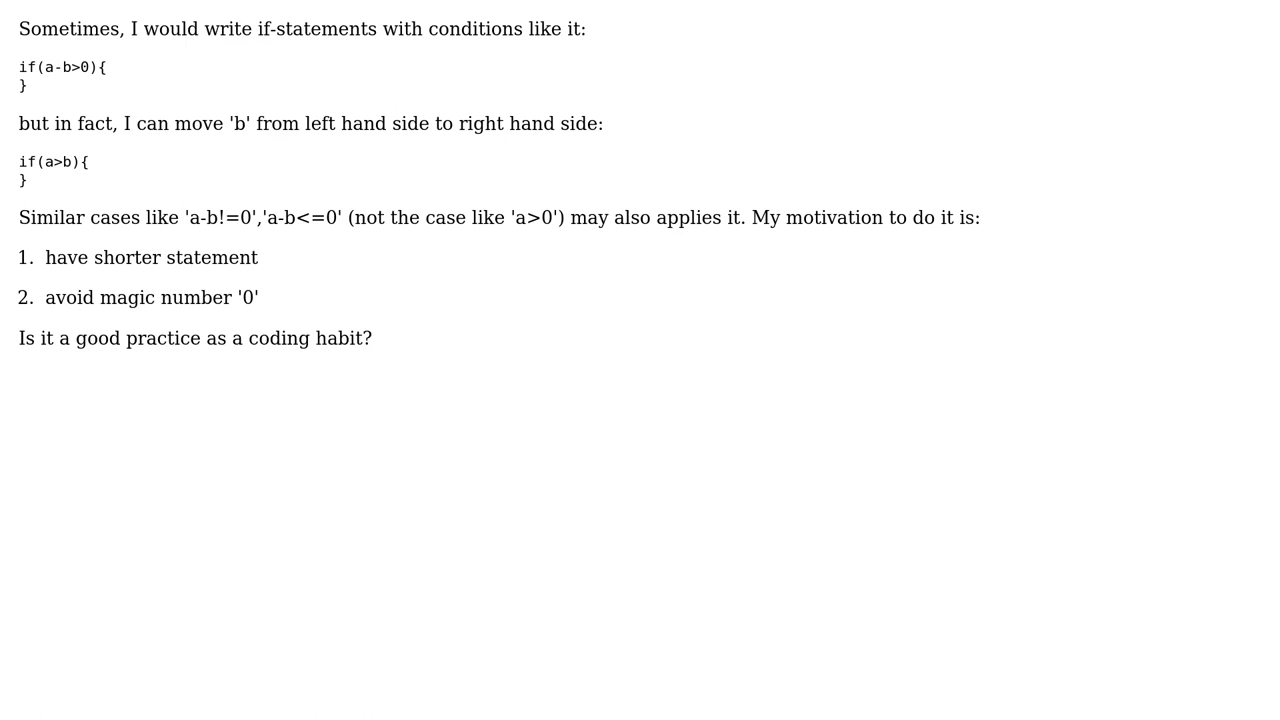 Sometimes, I would write if-statements with conditions like it:
if(a-b>0){
}
but in fact, I can move 'b' from left hand side to right hand side:
if(a>b){
}
Similar cases like 'a-b!=0','a-b<=0' (not the case like 'a>0') may also applies it. My motivation to do it is:
1. have shorter statement
2. avoid magic number '0'
Is it a good practice as a coding habit?